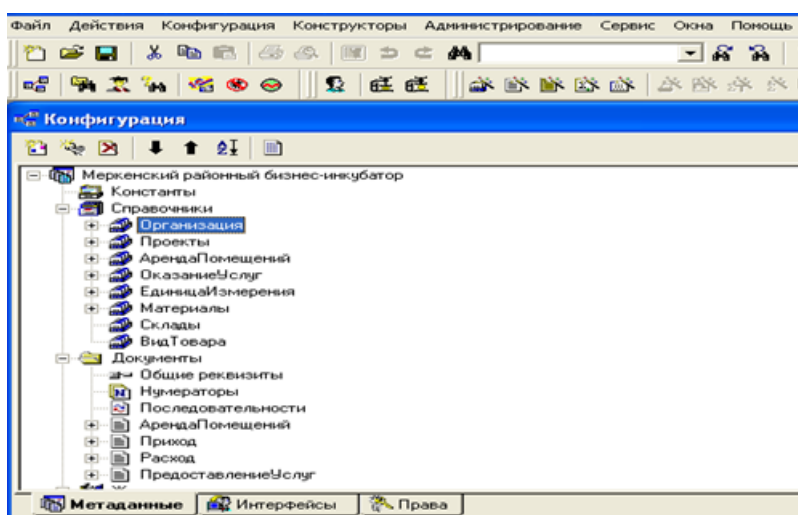 Файл Действия Конфигурация Конструкторы Администрирование Сервис Окна Помощь
Конфигурация
Меркенский районный бизнес-инкубатор
Константы
Справочники
Организация
Проекты
АрендаПомещений
ОказаниеУслуг
ЕдиницаИзмерения
Материалы
Склады
ВидТовара
Документы
Общие реквизиты
Нумераторы
Последовательности
АрендаПомещений
Приход
Расход
ПредоставлениеУслуг
Метаданные Интерфейсы Права